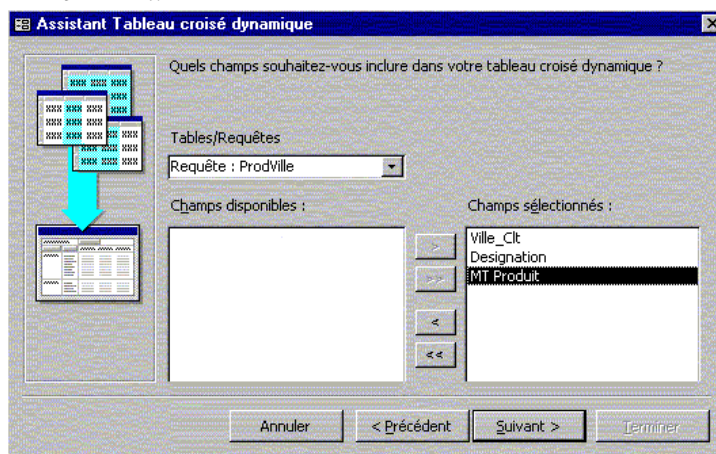 Assistant Tableau croisé dynamique
Quels champs souhaitez-vous inclure dans votre tableau croisé dynamique ?
Tables/Requêtes
Requête : ProdVille
Champs disponibles :
Champs sélectionnés :
Ville_Clt
Designation
MT Produit
>
>>
<
<<
Annuler
< Précédent
Suivant >
Terminer